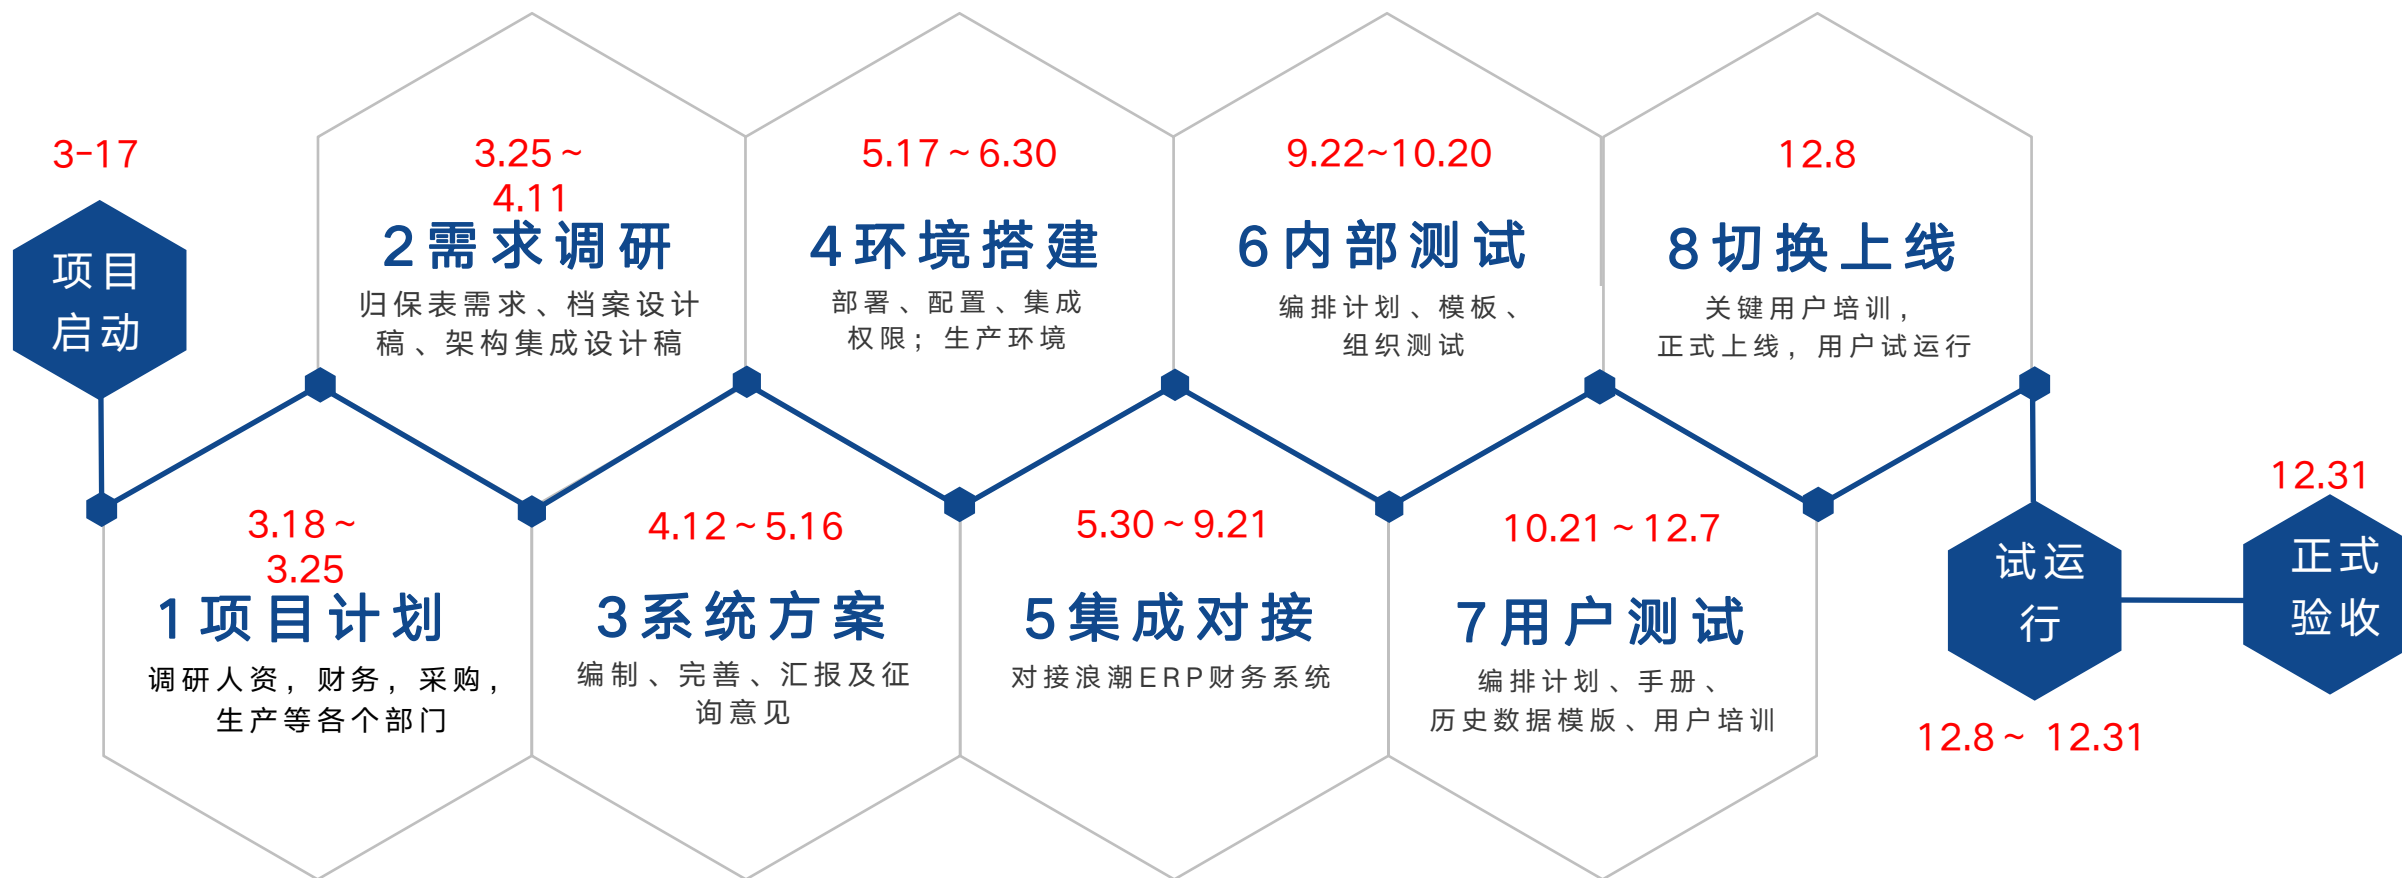 3-17
项目
启动
3.18～
3.25
1项目计划
调研人资，财务，采购，
生产等各个部门
3.25～
4.11
2需求调研
归保表需求、档案设计
稿、架构集成设计稿
4.12～5.16
3系统方案
编制、完善、汇报及征
询意见
5.17～6.30
4环境搭建
部署、配置、集成
权限；生产环境
5.30～9.21
5集成对接
对接浪潮ERP财务系统
9.22~10.20
6内部测试
编排计划、模板、
组织测试
10.21～12.7
7用户测试
编排计划、手册、
历史数据模版、用户培训
12.8
8切换上线
关键用户培训，
正式上线，用户试运行
试运
行
12.8～ 12.31
12.31
正式
验收